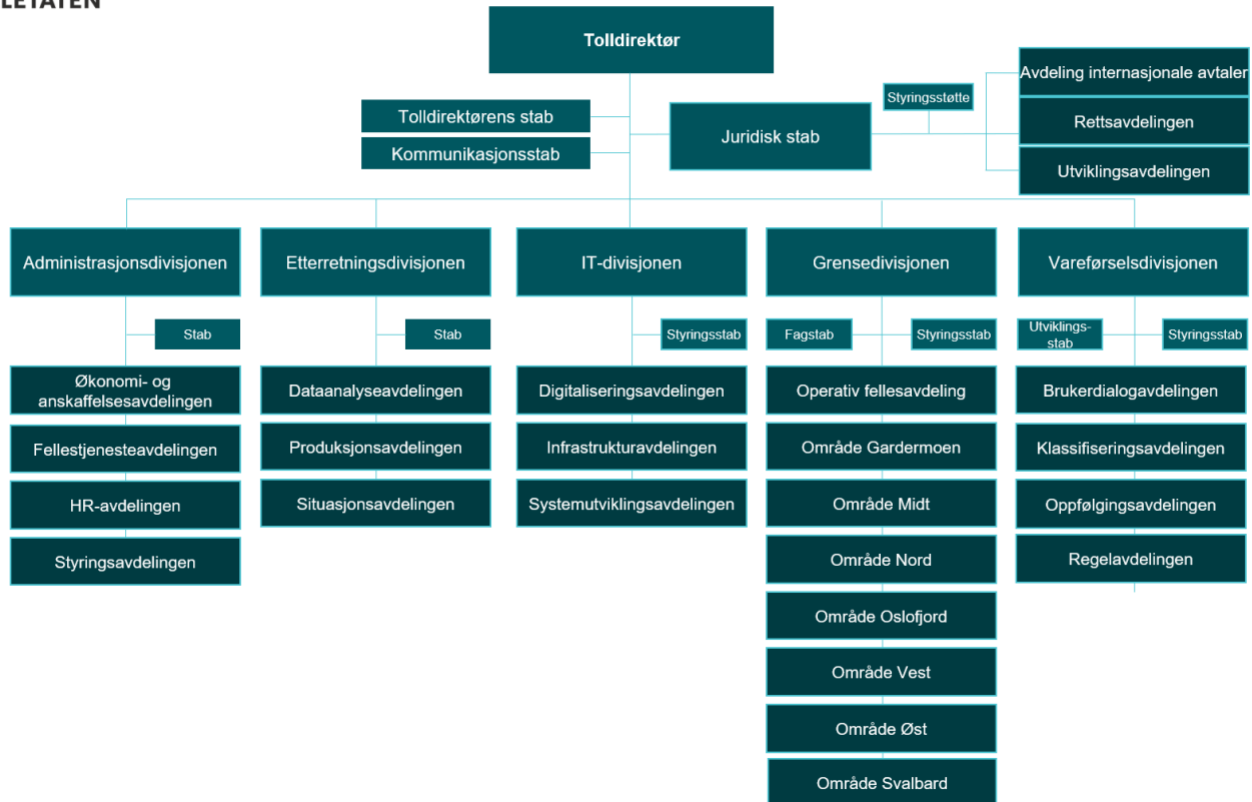 LETATEN
Tolldirektør
Tolldirektørens stab
Kommunikasjonsstab
Juridisk stab
Styringsstøtte
Avdeling internasjonale avtaler
Rettsavdelingen
Utviklingsavdelingen
Administrasjonsdivisjonen
Stab
Økonomi- og
anskaffelsesavdelingen
Fellestjenesteavdelingen
HR-avdelingen
Styringsavdelingen
Etterretningsdivisjonen
Stab
Dataanalyseavdelingen
Produksjonsavdelingen
Situasjonsavdelingen
IT-divisjonen
Styringsstab
Digitaliseringsavdelingen
Infrastrukturavdelingen
Systemutviklingsavdelingen
Grensedivisjonen
Fagstab
Styringsstab
Operativ fellesavdeling
Område Gardermoen
Område Midt
Område Nord
Område Oslofjord
Område Vest
Område Øst
Område Svalbard
Vareførselsdivisjonen
Utviklings-
stab
Styringsstab
Brukerdialogavdelingen
Klassifiseringsavdelingen
Oppfølgingsavdelingen
Regelavdelingen